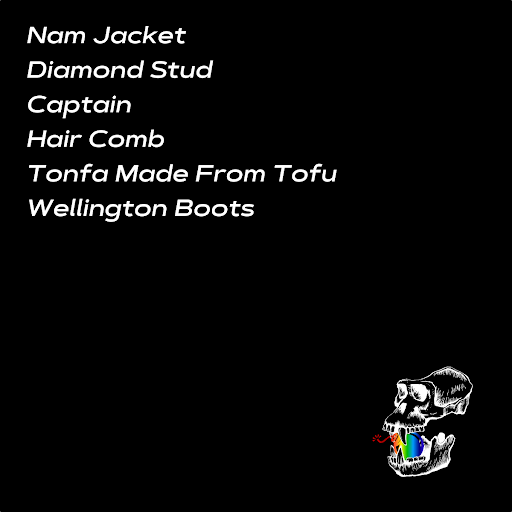 Nam Jacket
Diamond Stud
Captain
Hair Comb
Tonfa Made From Tofu
Wellington Boots